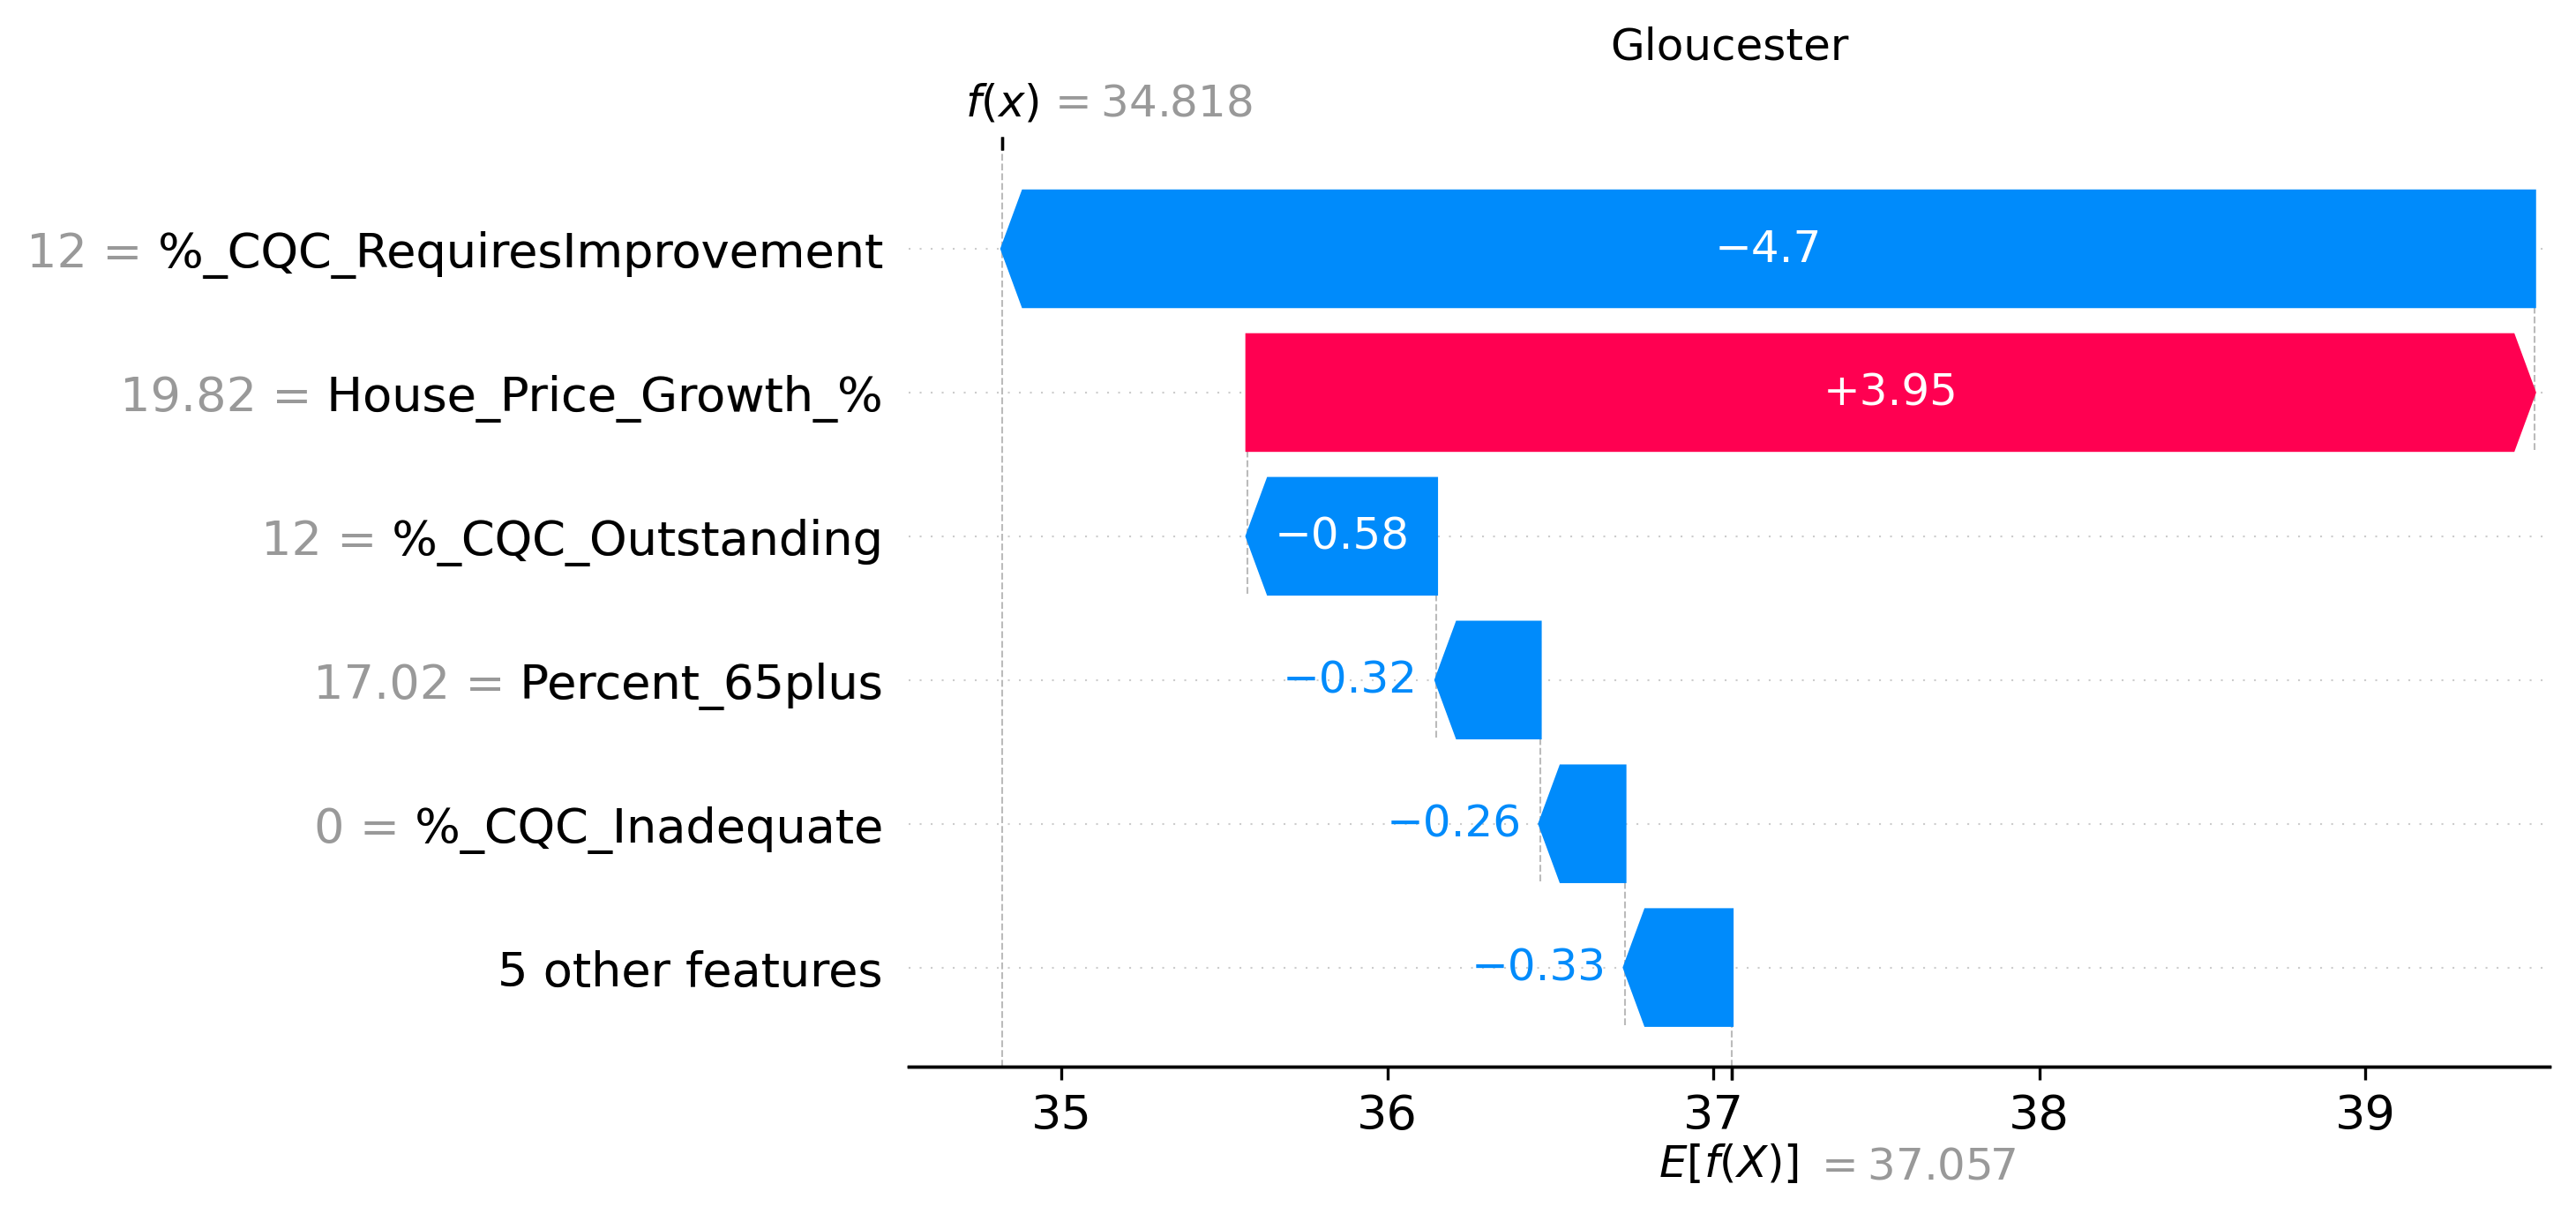 Gloucester
f(x) = 34.818
12 = %_CQC_RequiresImprovement
−4.7
19.82 = House_Price_Growth_%
+3.95
12 = %_CQC_Outstanding
−0.58
17.02 = Percent_65plus
−0.32
0 = %_CQC_Inadequate
−0.26
5 other features
−0.33
35 36 37 38 39
E[f(X)] = 37.057